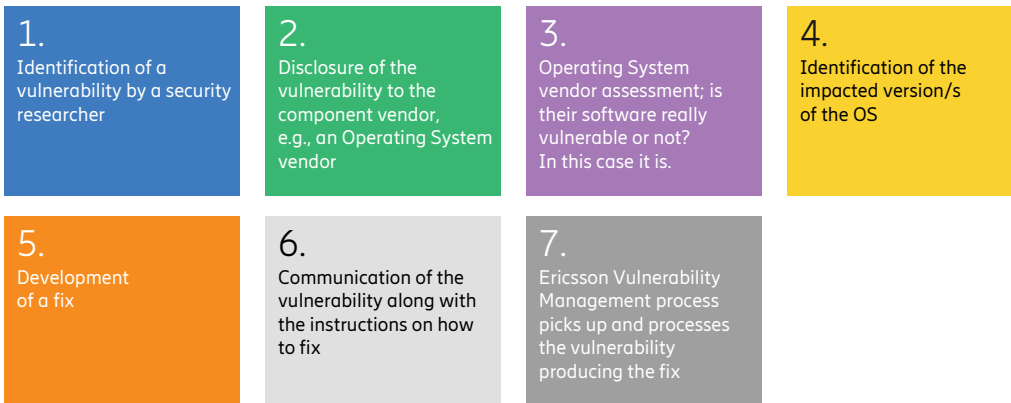 1.
Identification of a
vulnerability by a security
researcher
2.
Disclosure of the
vulnerability to the
component vendor,
e.g., an Operating System
vendor
3.
Operating System
vendor assessment; is
their software really
vulnerable or not?
In this case it is.
4.
Identification of the
impacted version/s
of the OS
5.
Development
of a fix
6.
Communication of the
vulnerability along with
the instructions on how
to fix
7.
Ericsson Vulnerability
Management process
picks up and processes
the vulnerability
producing the fix